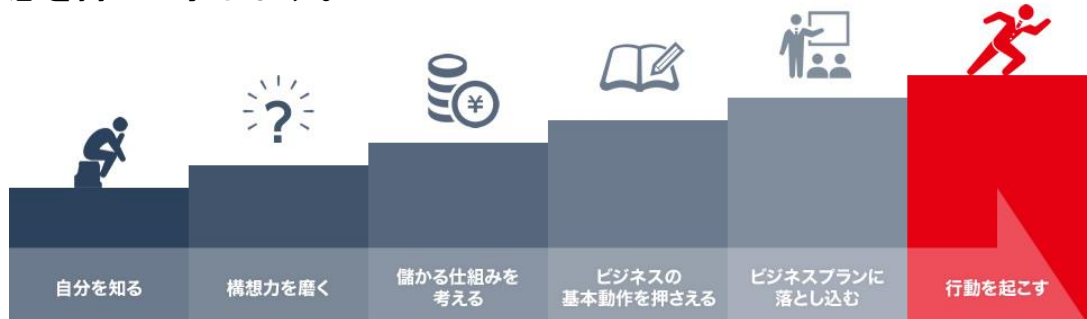 ?
¥
自分を知る
構想力を磨く
儲かる仕組みを
考える
ビジネスの
基本動作を押さえる
ビジネスプランに
落とし込む
行動を起こす